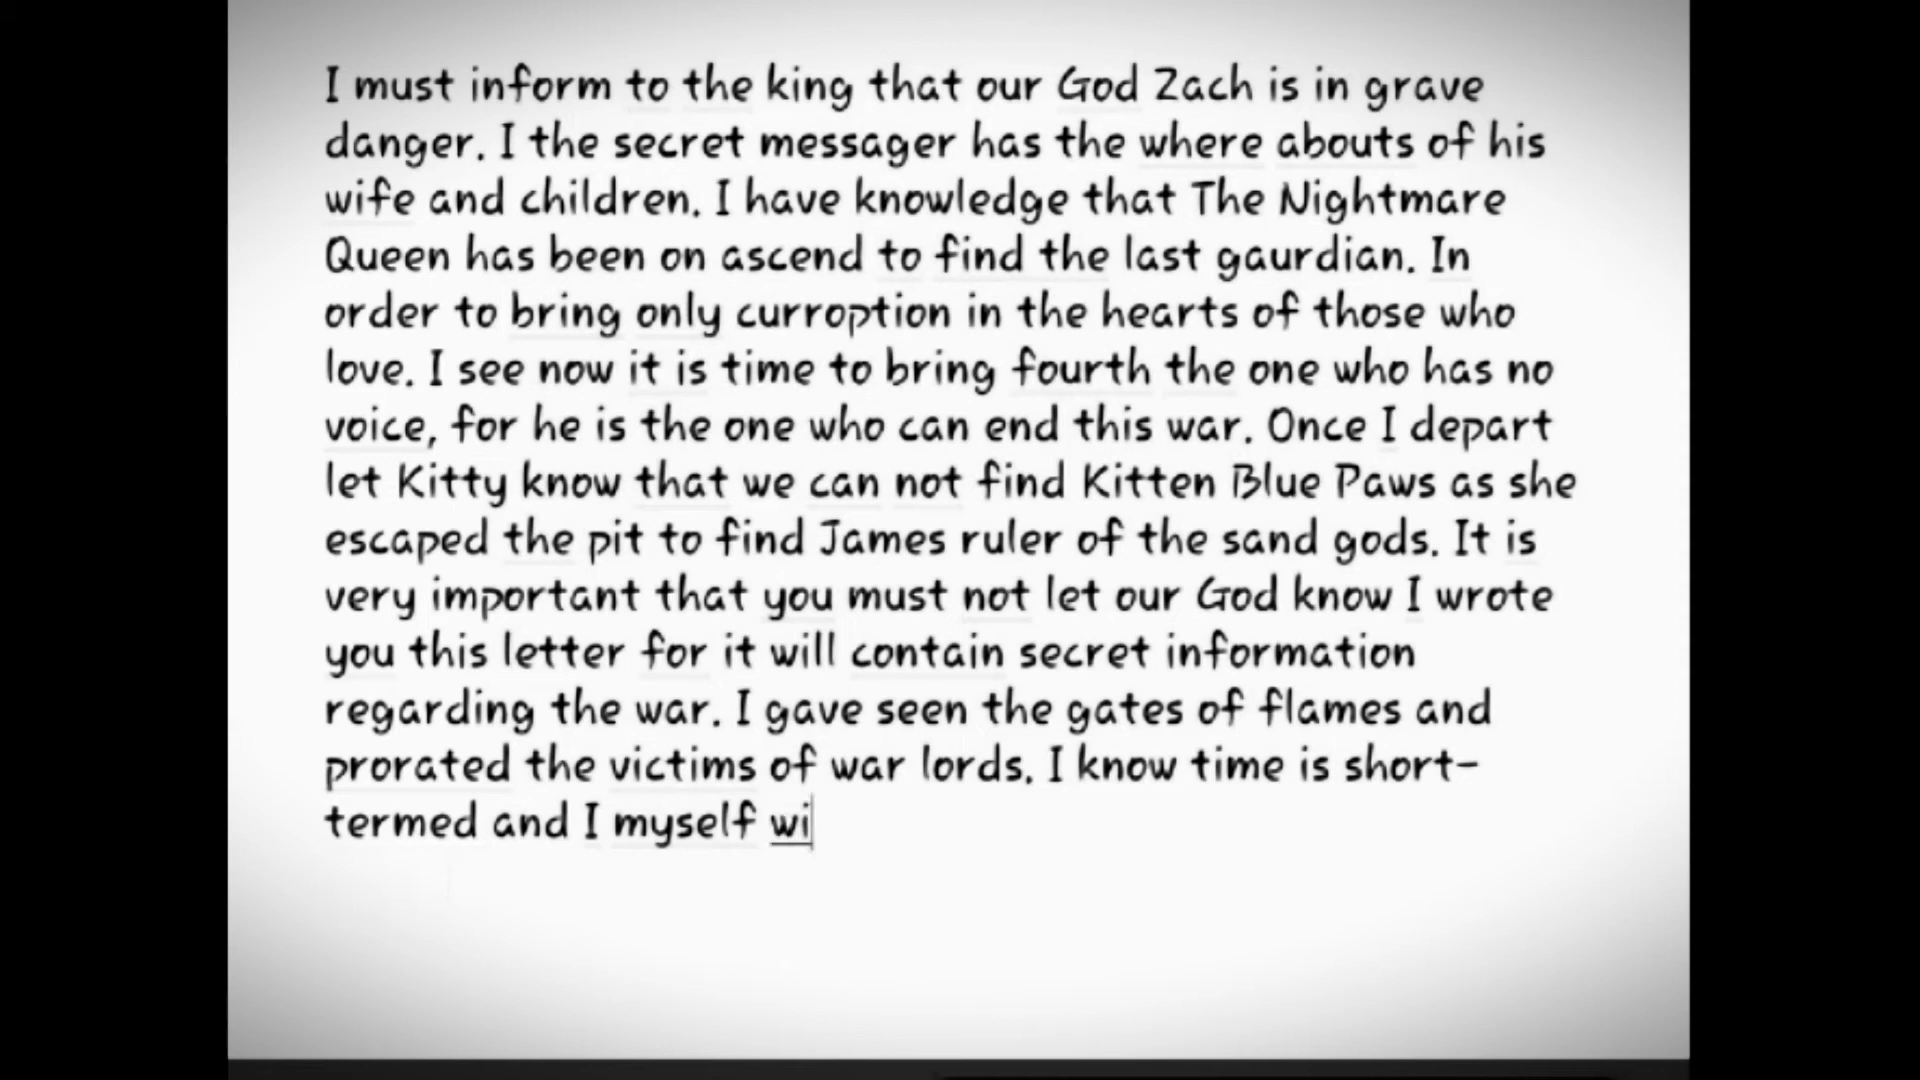 I must inform to the king that our God Zach is in grave
danger. I the secret messager has the where abouts of his
wife and children. I have knowledge that The Nightmare
Queen has been on ascend to find the last gaurdian. In
order to bring only curroption in the hearts of those who
love. I see now it is time to bring fourth the one who has no
voice, for he is the one who can end this war. Once I depart
let Kitty know that we can not find Kitten Blue Paws as she
escaped the pit to find James ruler of the sand gods. It is
very important that you must not let our God know I wrote
you this letter for it will contain secret information
regarding the war. I gave seen the gates of flames and
prorated the victims of war lords. I know time is short-
termed and I myself wi